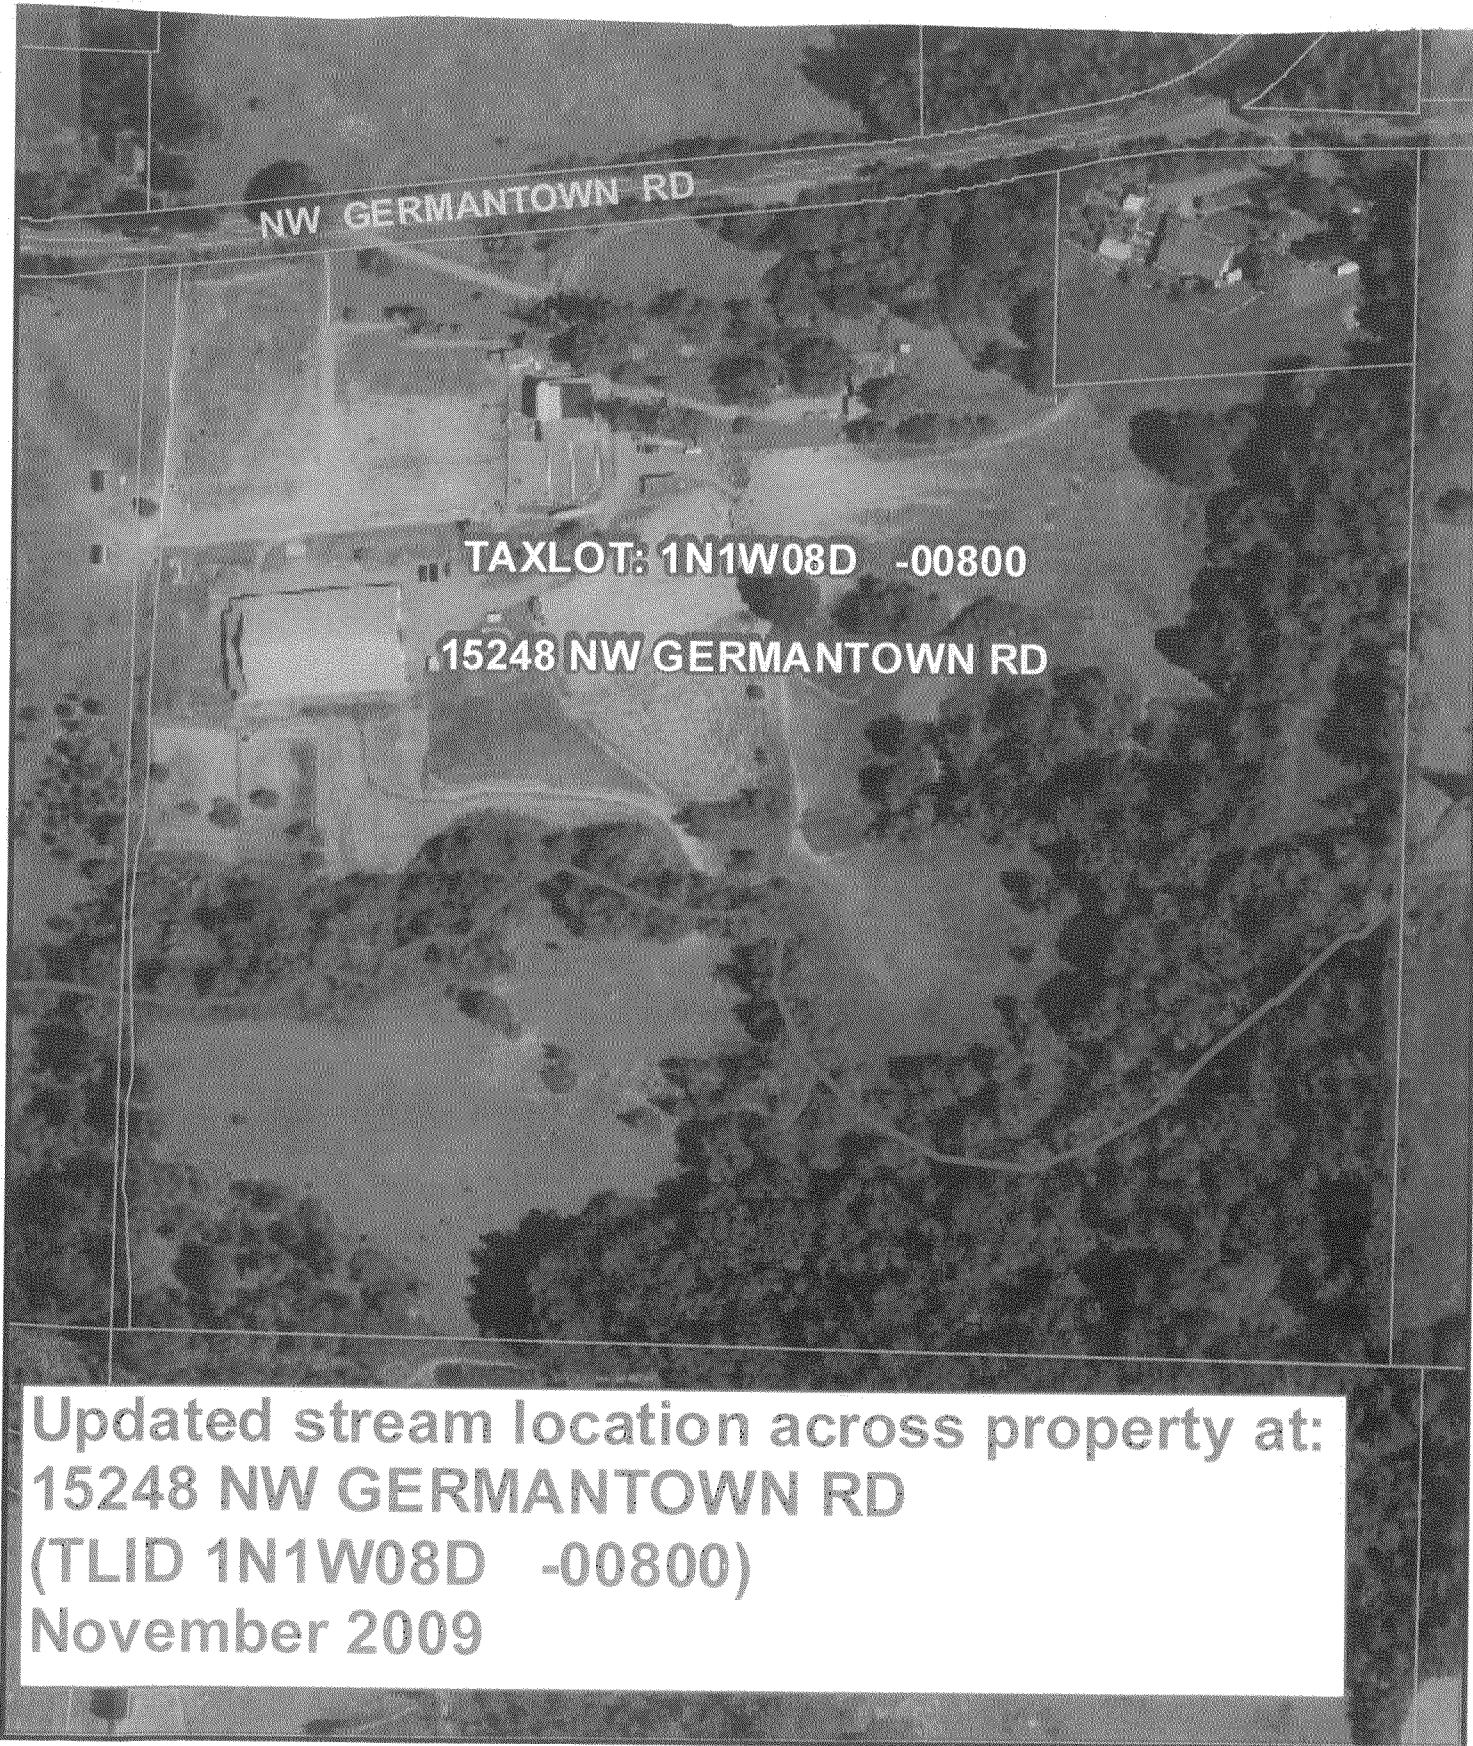 NW GERMANTOWN RD
TAXLOT: 1N1W08D -00800
15248 NW GERMANTOWN RD
Updated stream location across property at:
15248 NW GERMANTOWN RD
(TLID 1N1W08D -00800)
November 2009